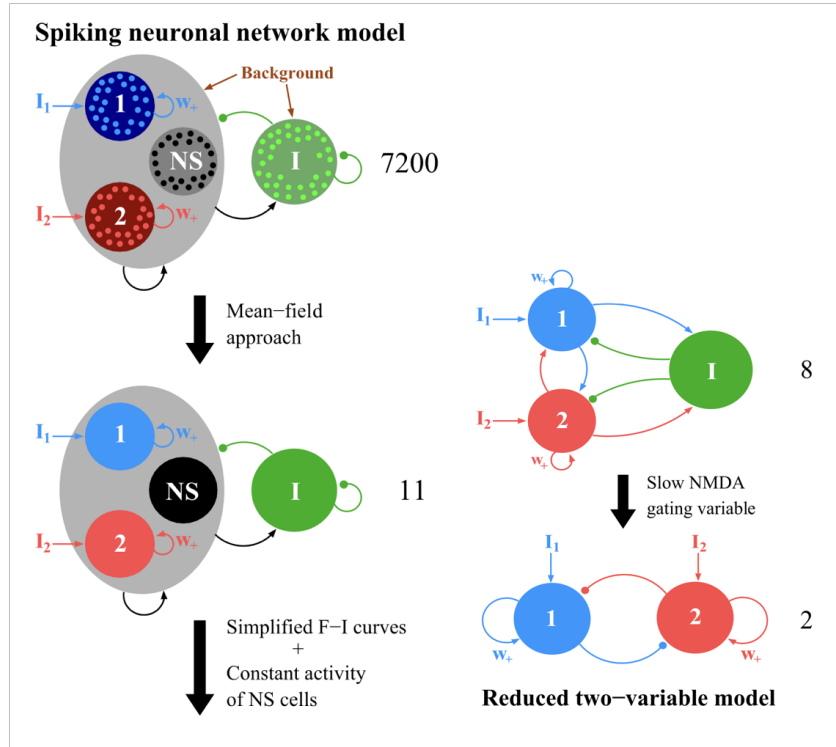 Spiking neuronal network model
Background
I₁
1
w₊
NS
I
7200
I₂
2
w₊
Mean−field
approach
I₁
1
w₊
NS
I
11
I₂
2
w₊
Simplified F−I curves
+
Constant activity
of NS cells
w₊
I₁
1
I
8
I₂
2
w₊
Slow NMDA
gating variable
I₁
I₂
1
2
2
w₊
w₊
Reduced two−variable model